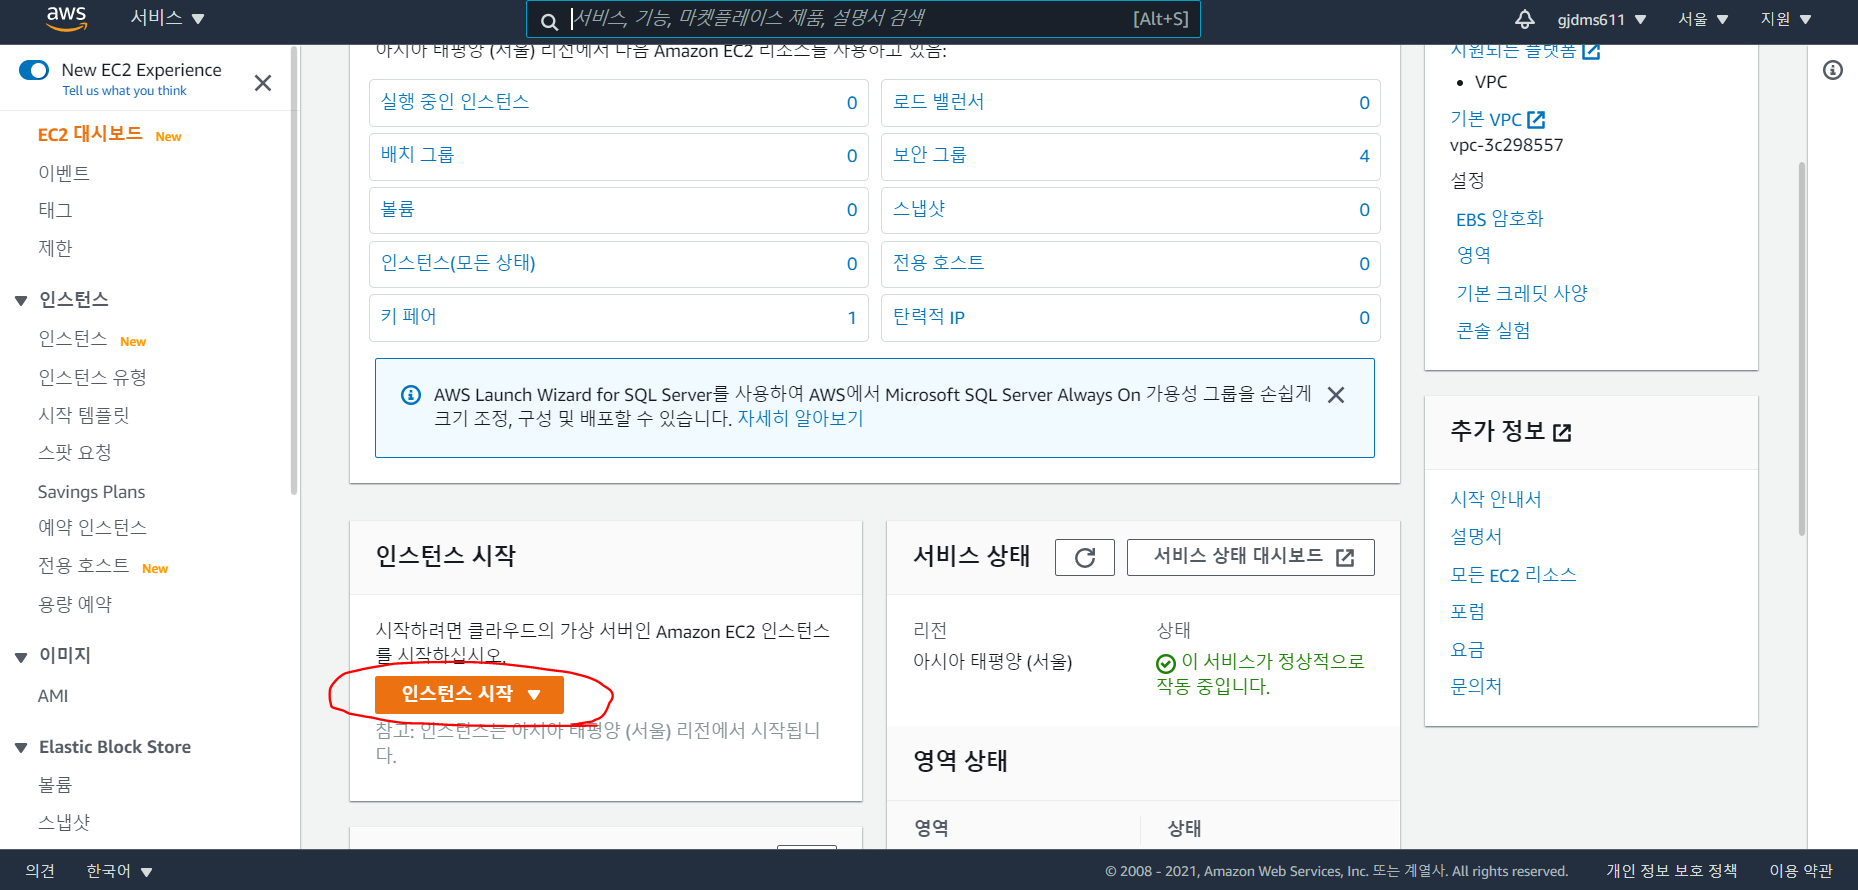 aws
서비스
서비스, 기능, 마켓플레이스 제품, 설명서 검색
[Alt+S]
gjdms611
서울
지원
New EC2 Experience
Tell us what you think
EC2 대시보드 New
이벤트
태그
제한
인스턴스
인스턴스 New
인스턴스 유형
시작 템플릿
스팟 요청
Savings Plans
예약 인스턴스
전용 호스트 New
용량 예약
이미지
AMI
Elastic Block Store
볼륨
스냅샷
아시아 태평양 (서울) 리전에서 다음 Amazon EC2 리소스를 사용하고 있음:
실행 중인 인스턴스 0
로드 밸런서 0
배치 그룹 0
보안 그룹 4
볼륨 0
스냅샷 0
인스턴스(모든 상태) 0
전용 호스트 0
키 페어 1
탄력적 IP 0
AWS Launch Wizard for SQL Server를 사용하여 AWS에서 Microsoft SQL Server Always On 가용성 그룹을 손쉽게
크기 조정, 구성 및 배포할 수 있습니다. 자세히 알아보기
인스턴스 시작
시작하려면 클라우드의 가상 서버인 Amazon EC2 인스턴스
를 시작하십시오.
인스턴스 시작
참고: 인스턴스는 아시아 태평양 (서울) 리전에서 시작됩니
다.
서비스 상태
서비스 상태 대시보드
리전
상태
아시아 태평양 (서울)
이 서비스가 정상적으로
작동 중입니다.
영역 상태
영역
상태
지원되는 플랫폼
• VPC
기본 VPC
vpc-3c298557
설정
EBS 암호화
영역
기본 크레딧 사양
콘솔 실험
추가 정보
시작 안내서
설명서
모든 EC2 리소스
포럼
요금
문의처
의견
한국어
© 2008 - 2021, Amazon Web Services, Inc. 또는 계열사. All rights reserved.
개인 정보 보호 정책
이용 약관